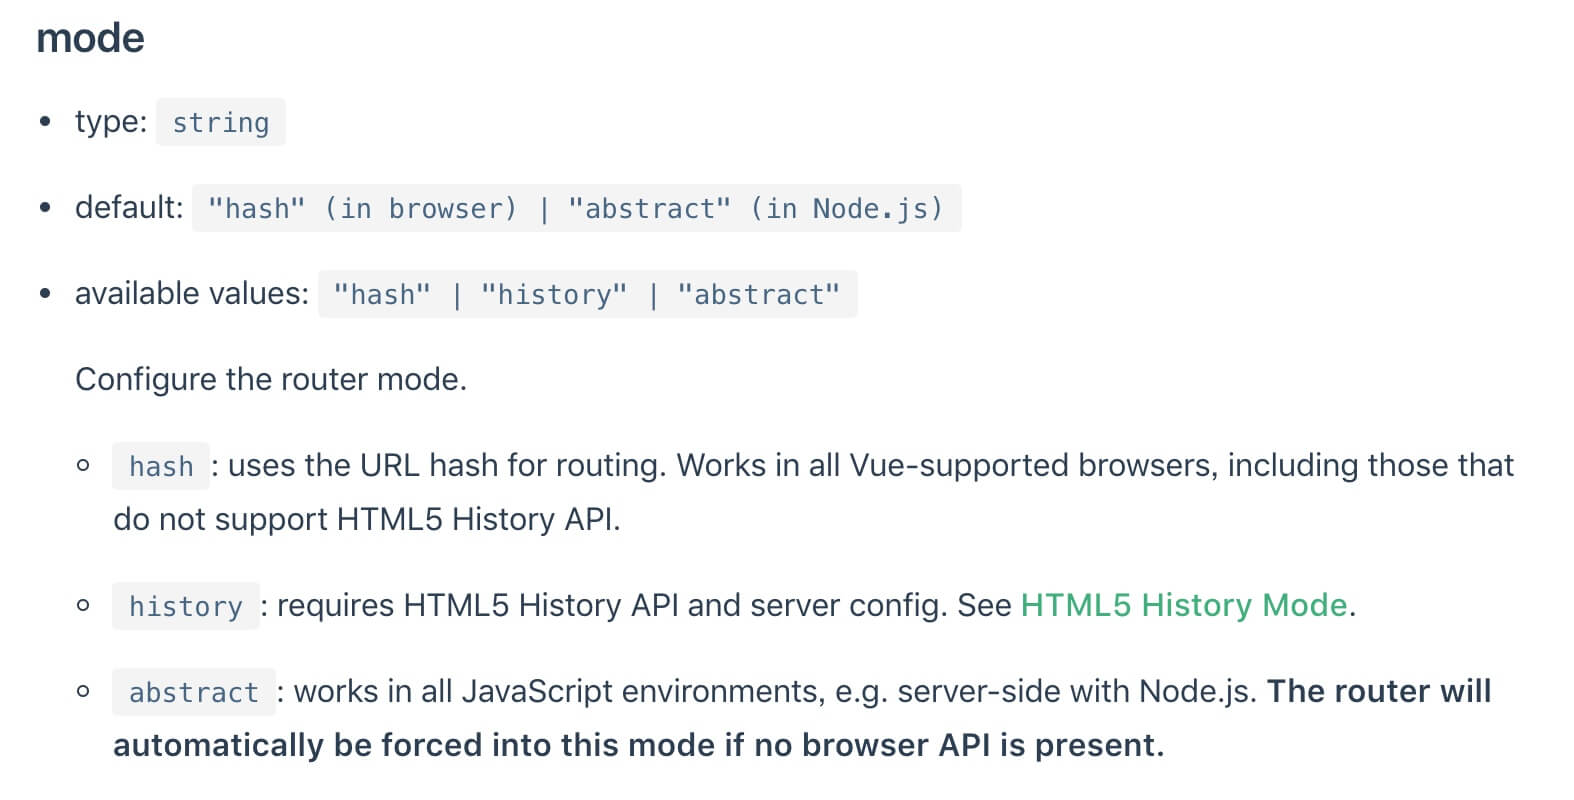 mode
type: string
default: "hash" (in browser) | "abstract" (in Node.js)
available values: "hash" | "history" | "abstract"
Configure the router mode.
hash : uses the URL hash for routing. Works in all Vue-supported browsers, including those that
do not support HTML5 History API.
history : requires HTML5 History API and server config. See HTML5 History Mode.
abstract : works in all JavaScript environments, e.g. server-side with Node.js. The router will
automatically be forced into this mode if no browser API is present.